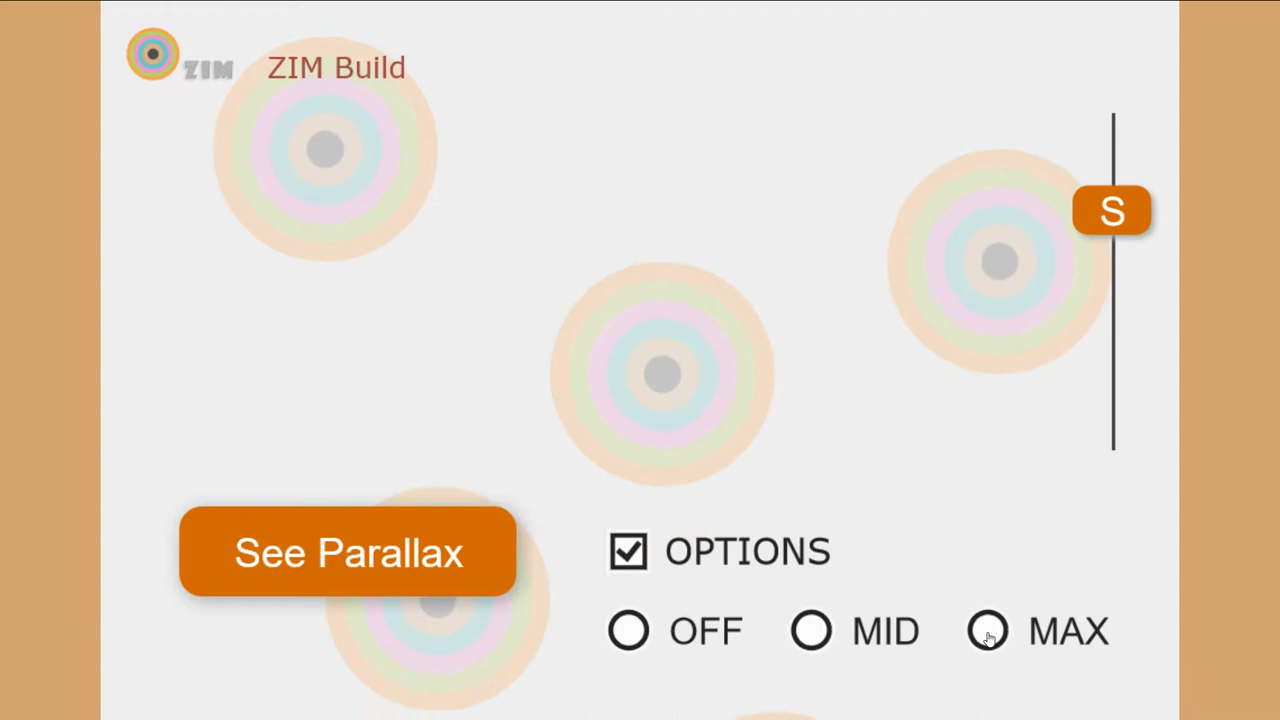 ZIM
ZIM Build
S
See Parallax
OPTIONS
OFF MID MAX